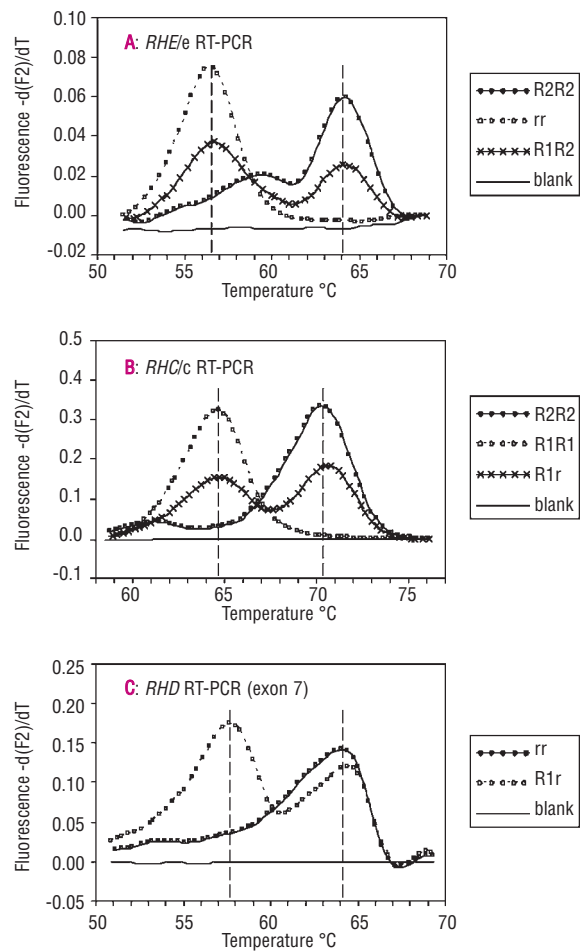 A: RHE/e RT-PCR
Fluorescence -d(F2)/dT
0.10
0.08
0.06
0.04
0.02
0.00
-0.02
50 55 60 65 70
Temperature °C
R2R2
rr
R1R2
blank
B: RHC/c RT-PCR
Fluorescence -d(F2)/dT
0.5
0.4
0.3
0.2
0.1
0.0
-0.1
60 65 70 75
Temperature °C
R2R2
R1R1
R1r
blank
C: RHD RT-PCR (exon 7)
Fluorescence -d(F2)/dT
0.25
0.20
0.15
0.10
0.05
0.00
-0.05
50 55 60 65 70
Temperature °C
rr
R1r
blank